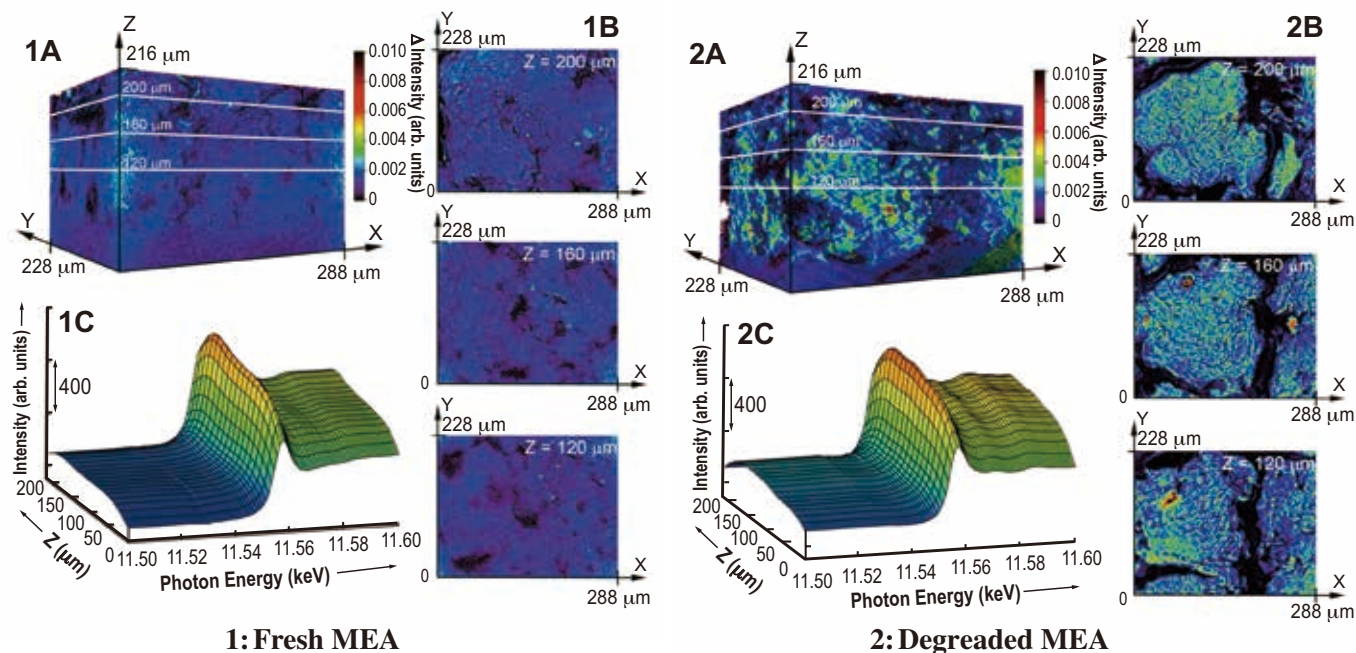 1A
Z
216 μm
200 μm
160 μm
120 μm
Y
228 μm
X
288 μm
0.010
0.008
0.006
0.004
0.002
0
Δ Intensity (arb. units)
1B
Y
228 μm
Z = 200 μm
0
X
288 μm
Y
228 μm
Z = 160 μm
0
X
288 μm
Y
228 μm
Z = 120 μm
0
X
288 μm
1C
Intensity (arb. units)
400
200
150
100
50
0
Z (μm)
11.50
11.52
11.54
11.56
11.58
11.60
Photon Energy (keV)
1: Fresh MEA
2A
Z
216 μm
200 μm
160 μm
120 μm
Y
228 μm
X
288 μm
0.010
0.008
0.006
0.004
0.002
0
Δ Intensity (arb. units)
2B
Y
228 μm
Z = 200 μm
0
X
288 μm
Y
228 μm
Z = 160 μm
0
X
288 μm
Y
228 μm
Z = 120 μm
0
X
288 μm
2C
Intensity (arb. units)
400
200
150
100
50
0
Z (μm)
11.50
11.52
11.54
11.56
11.58
11.60
Photon Energy (keV)
2: Degreaded MEA